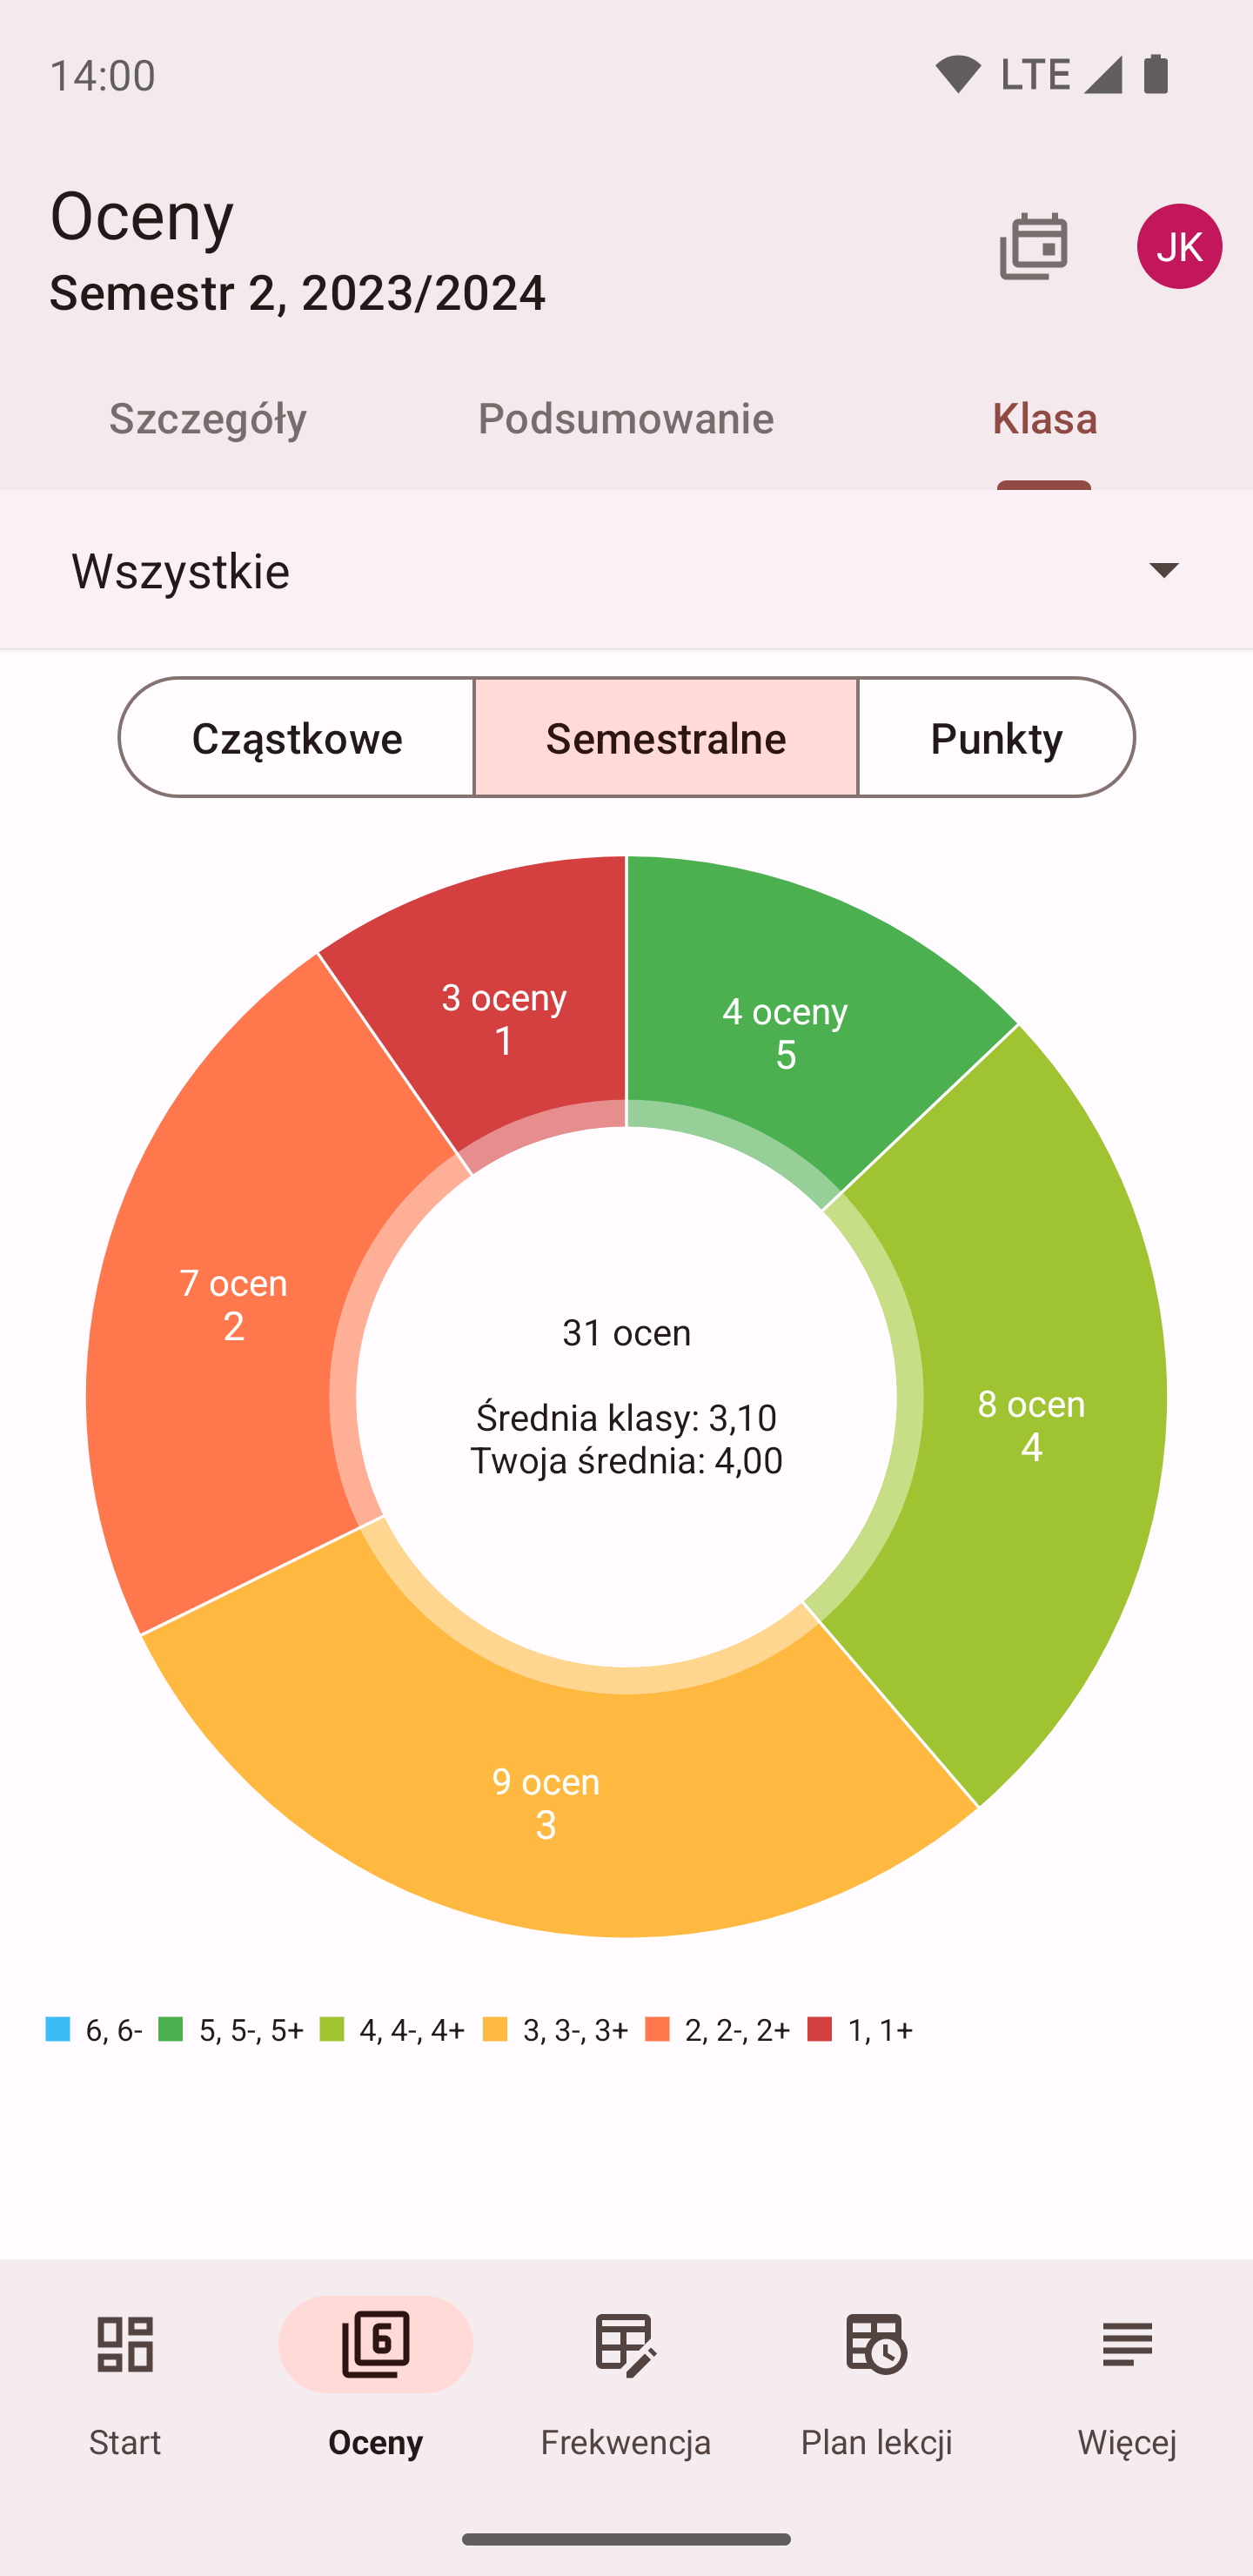 14:00
LTE
Oceny
JK
Semestr 2, 2023/2024
Szczegóły Podsumowanie Klasa
Wszystkie
Cząstkowe Semestralne Punkty
3 oceny
1
4 oceny
5
7 ocen
2
31 ocen
Średnia klasy: 3,10
Twoja średnia: 4,00
8 ocen
4
9 ocen
3
6, 6- 5, 5-, 5+ 4, 4-, 4+ 3, 3-, 3+ 2, 2-, 2+ 1, 1+
6
Start Oceny Frekwencja Plan lekcji Więcej